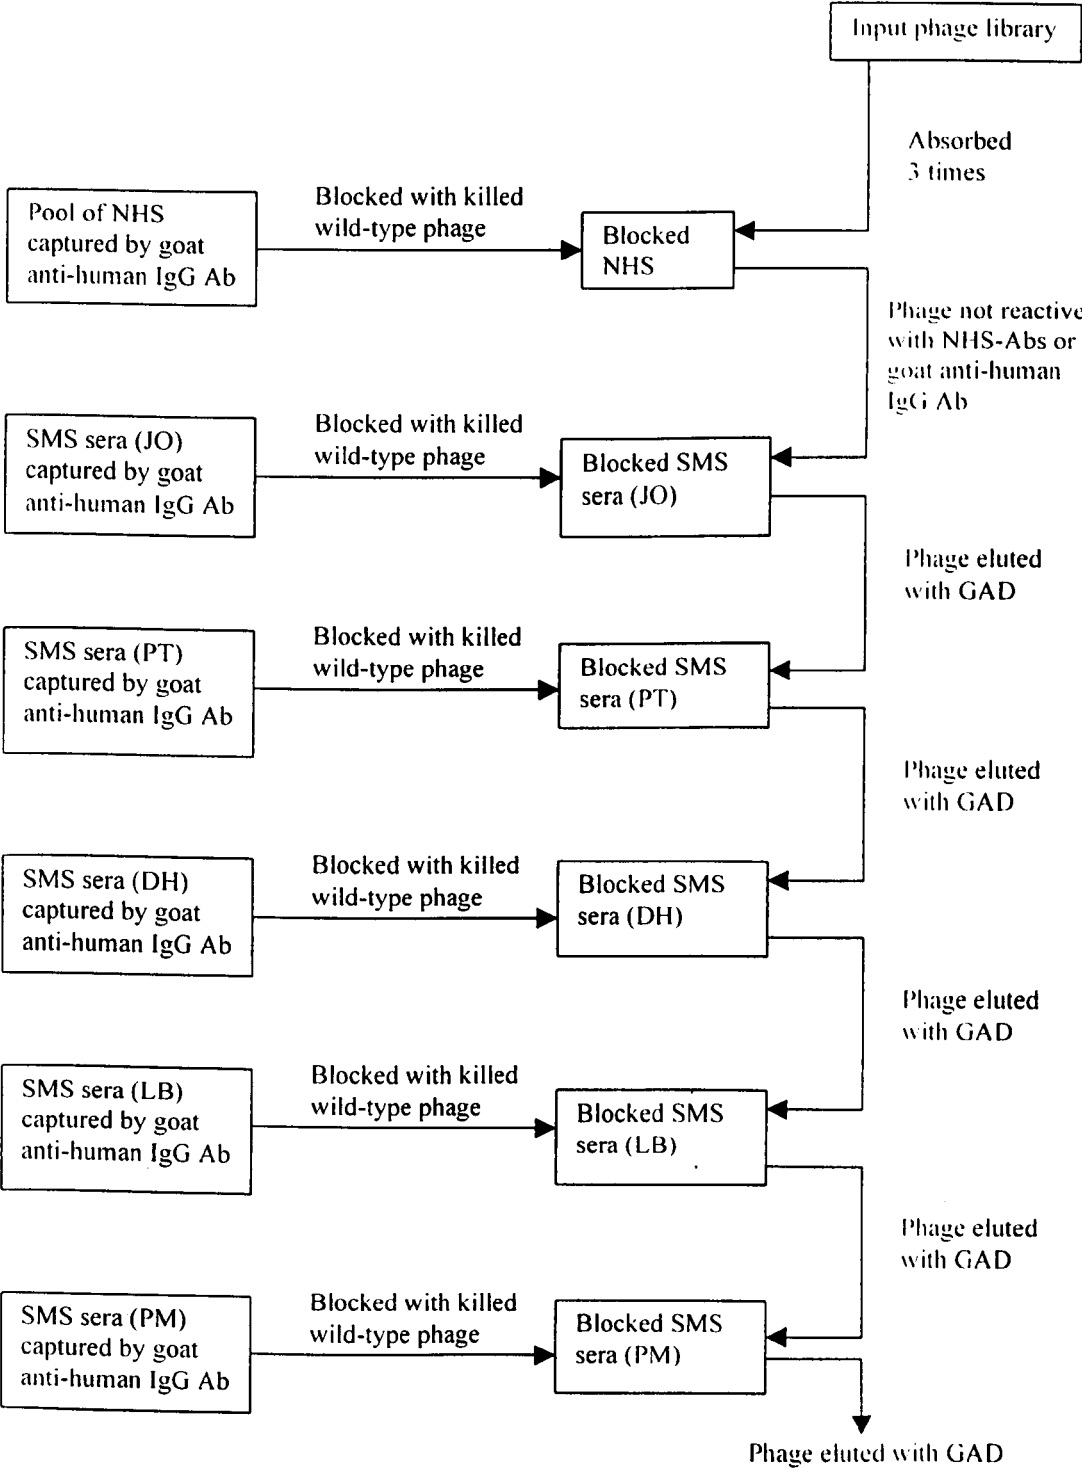 Input phage library
Absorbed
3 times
Pool of NHS
captured by goat
anti-human IgG Ab
Blocked with killed
wild-type phage
Blocked
NHS
Phage not reactive
with NHS-Abs or
goat anti-human
IgG Ab
SMS sera (JO)
captured by goat
anti-human IgG Ab
Blocked with killed
wild-type phage
Blocked SMS
sera (JO)
Phage eluted
with GAD
SMS sera (PT)
captured by goat
anti-human IgG Ab
Blocked with killed
wild-type phage
Blocked SMS
sera (PT)
Phage eluted
with GAD
SMS sera (DH)
captured by goat
anti-human IgG Ab
Blocked with killed
wild-type phage
Blocked SMS
sera (DH)
Phage eluted
with GAD
SMS sera (LB)
captured by goat
anti-human IgG Ab
Blocked with killed
wild-type phage
Blocked SMS
sera (LB)
Phage eluted
with GAD
SMS sera (PM)
captured by goat
anti-human IgG Ab
Blocked with killed
wild-type phage
Blocked SMS
sera (PM)
Phage eluted with GAD